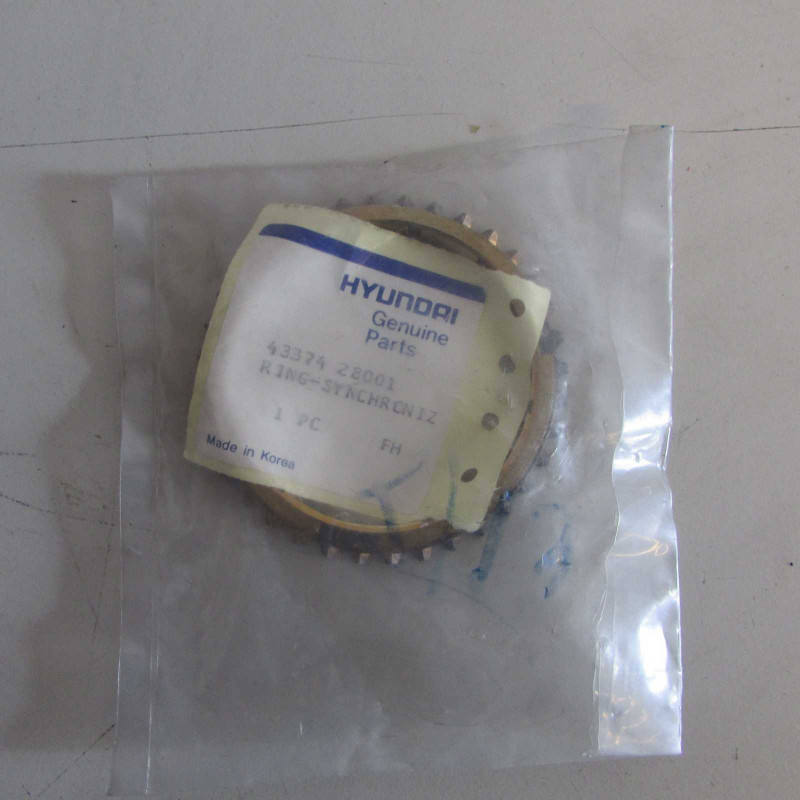 HYUNDAI
Genuine
Parts
43374 28001
RING-SYNCHRONIZ
1 PC FH
Made in Korea